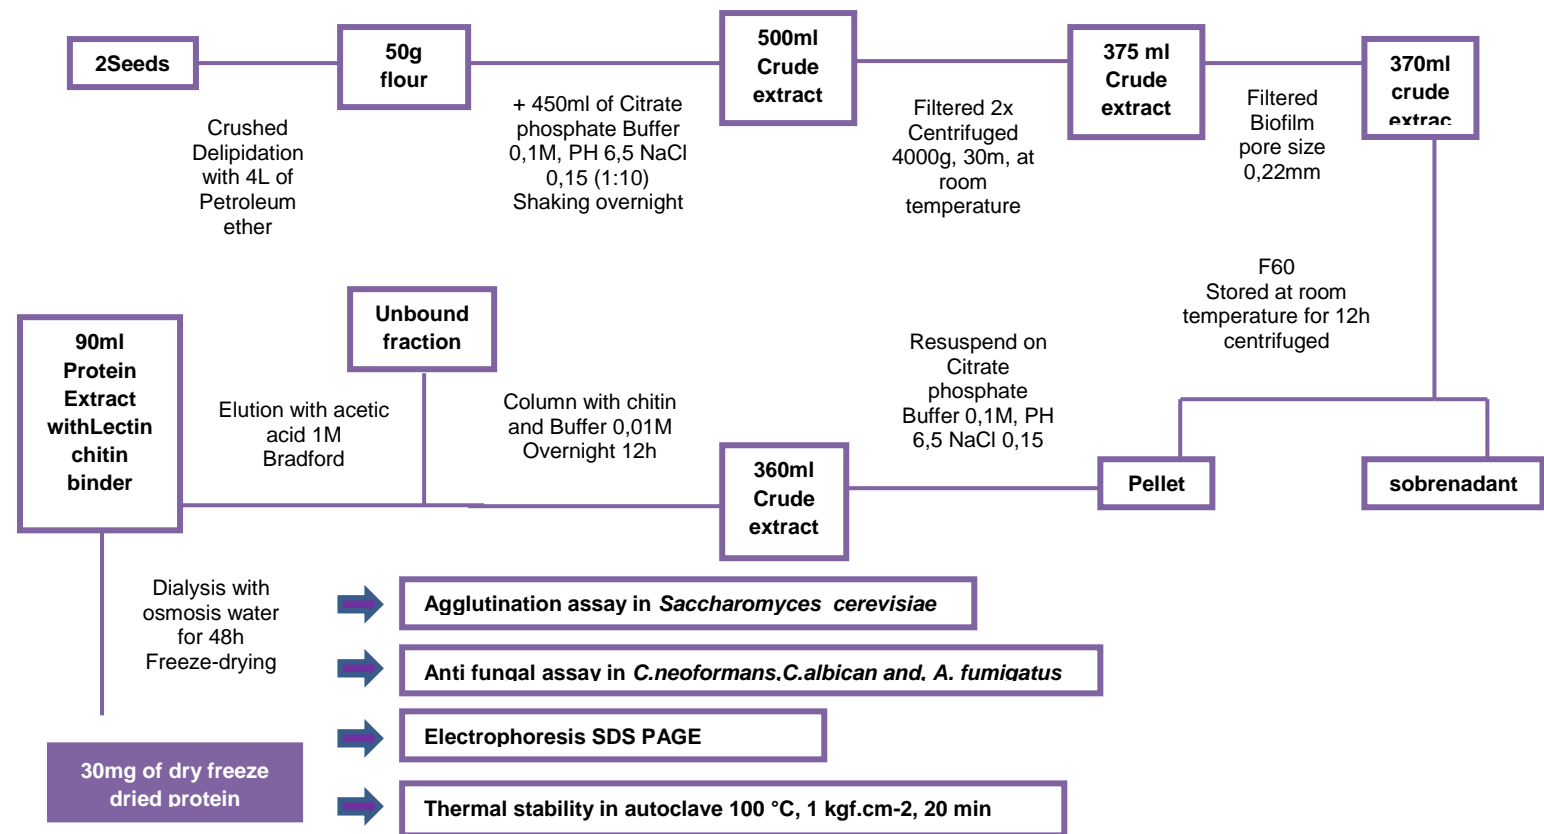 2Seeds
Crushed
Delipidation
with 4L of
Petroleum
ether
50g
flour
+ 450ml of Citrate
phosphate Buffer
0,1M, PH 6,5 NaCl
0,15 (1:10)
Shaking overnight
500ml
Crude
extract
Filtered 2x
Centrifuged
4000g, 30m, at
room
temperature
375 ml
Crude
extract
Filtered
Biofilm
pore size
0,22mm
370ml
crude
extrac
F60
Stored at room
temperature for 12h
centrifuged
sobrenadant
Pellet
Resuspend on
Citrate
phosphate
Buffer 0,1M, PH
6,5 NaCl 0,15
360ml
Crude
extract
Column with chitin
and Buffer 0,01M
Overnight 12h
Unbound
fraction
Elution with acetic
acid 1M
Bradford
90ml
Protein
Extract
withLectin
chitin
binder
Dialysis with
osmosis water
for 48h
Freeze-drying
30mg of dry freeze
dried protein
Agglutination assay in Saccharomyces cerevisiae
Anti fungal assay in C.neoformans,C.albican and, A. fumigatus
Electrophoresis SDS PAGE
Thermal stability in autoclave 100 °C, 1 kgf.cm-2, 20 min